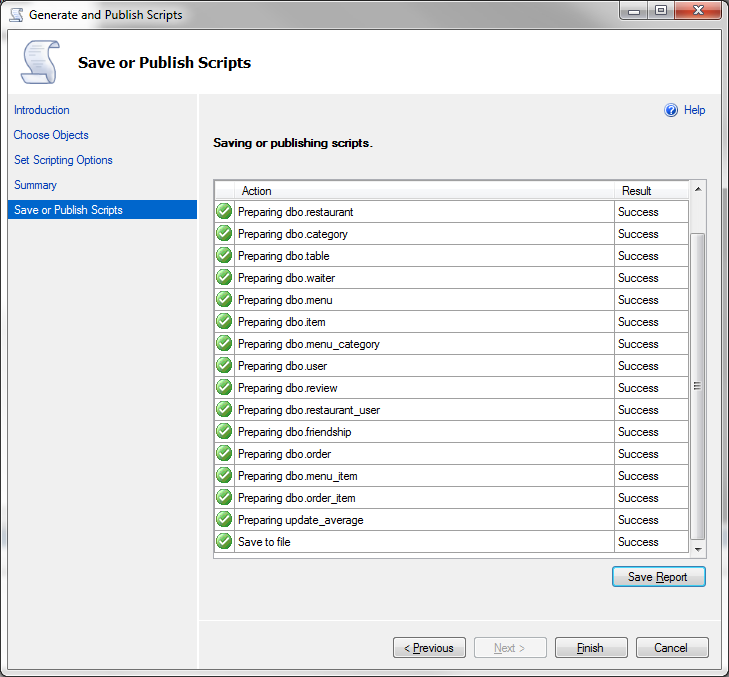 Generate and Publish Scripts
Save or Publish Scripts
Introduction
Choose Objects
Set Scripting Options
Summary
Save or Publish Scripts
Help
Saving or publishing scripts.
Action Result
Preparing dbo.restaurant Success
Preparing dbo.category Success
Preparing dbo.table Success
Preparing dbo.waiter Success
Preparing dbo.menu Success
Preparing dbo.item Success
Preparing dbo.menu_category Success
Preparing dbo.user Success
Preparing dbo.review Success
Preparing dbo.restaurant_user Success
Preparing dbo.friendship Success
Preparing dbo.order Success
Preparing dbo.menu_item Success
Preparing dbo.order_item Success
Preparing update_average Success
Save to file Success
Save Report
< Previous Next > Finish Cancel